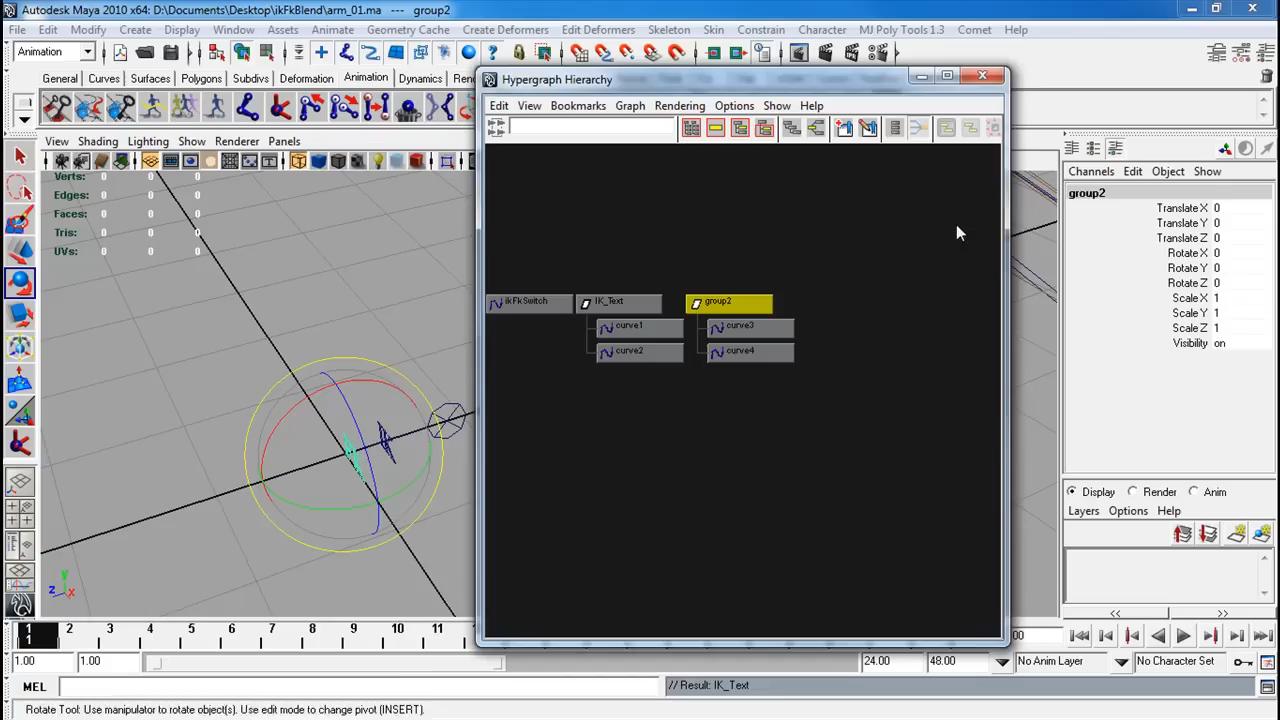 Autodesk Maya 2010 x64: D:\Documents\Desktop\ikFkBlend\arm_01.ma --- group2
File Edit Modify Create Display Window Assets Animate Geometry Cache Create Deformers Edit Deformers Skeleton Skin Constrain Character MJ Poly Tools 1.3 Comet Help
Animation
General Curves Surfaces Polygons Subdivs Deformation Animation Dynamics
View Shading Lighting Show Renderer Panels
Verts: 0 0 0
Edges: 0 0 0
Faces: 0 0 0
Tris: 0 0 0
UVs: 0 0 0
y
z
x
Hypergraph Hierarchy
Edit View Bookmarks Graph Rendering Options Show Help
ikFkSwitch IK_Text group2
curve1 curve3
curve2 curve4
Channels Edit Object Show
group2
Translate X 0
Translate Y 0
Translate Z 0
Rotate X 0
Rotate Y 0
Rotate Z 0
Scale X 1
Scale Y 1
Scale Z 1
Visibility on
Display Render Anim
Layers Options Help
<< >>
1 2 3 4 5 6 7 8 9 10 11
1
1.00 1.00 24.00 48.00 No Anim Layer No Character Set
MEL // Result: IK_Text
Rotate Tool: Use manipulator to rotate object(s). Use edit mode to change pivot (INSERT).